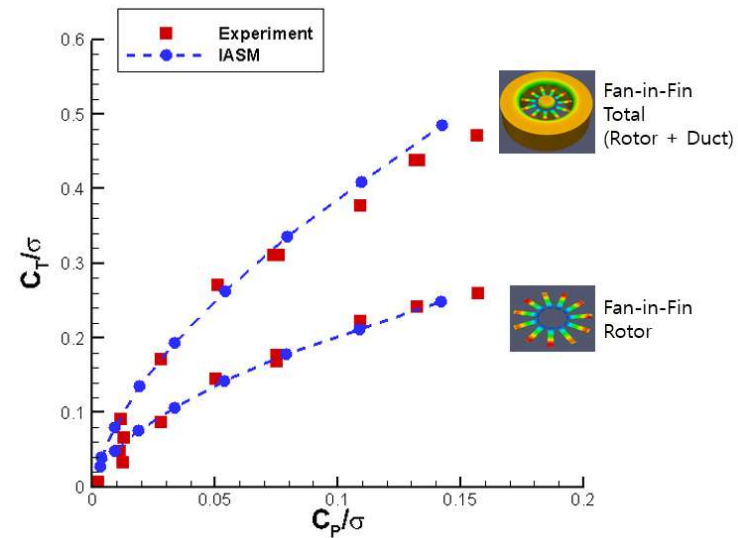 Experiment
IASM
0.6
0.5
0.4
0.3
0.2
0.1
0
C_T/σ
0
0.05
0.1
0.15
0.2
C_P/σ
Fan-in-Fin
Total
(Rotor + Duct)
Fan-in-Fin
Rotor